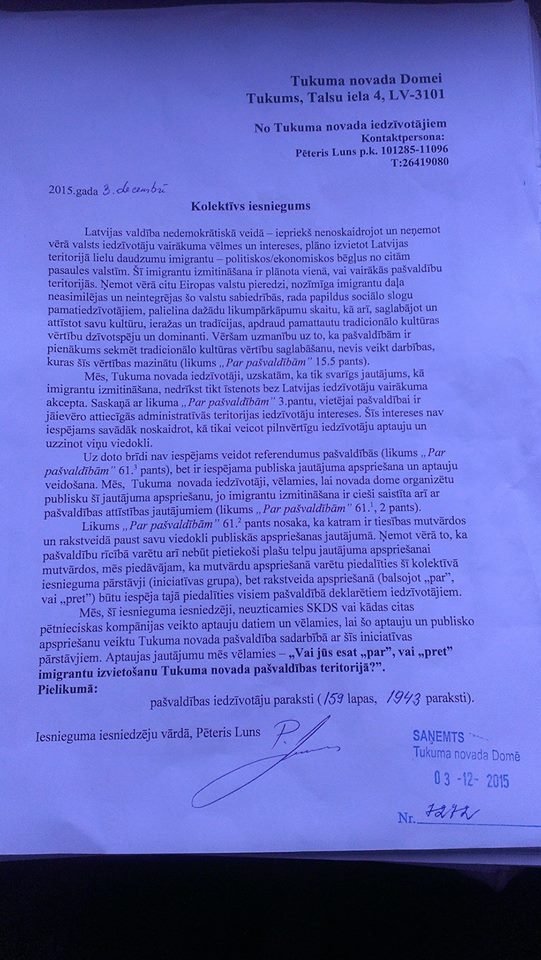 Tukuma novada Domei
Tukums, Talsu iela 4, LV-3101
No Tukuma novada iedzīvotājiem
Kontaktpersona:
Pēteris Luns p.k. 101285-11096
T:26419080
2015.gada 3. decembrī
Kolektīvs iesniegums
Latvijas valdība nedemokrātiskā veidā – iepriekš nenoskaidrojot un neņemot
vērā valsts iedzīvotāju vairākuma vēlmes un intereses, plāno izvietot Latvijas
teritorijā lielu daudzumu imigrantu – politiskos/ekonomiskos bēgļus no citām
pasaules valstīm. Šī imigrantu izmitināšana ir plānota vienā, vai vairākās pašvaldību
teritorijās. Ņemot vērā citu Eiropas valstu pieredzi, nozīmīga imigrantu daļa
neasimilējas un neintegrējas šo valstu sabiedrībās, rada papildus sociālo slogu
pamatiedzīvotājiem, palielina dažādu likumpārkāpumu skaitu, kā arī, saglabājot un
attīstot savu kultūru, ieražas un tradīcijas, apdraud pamattautu tradicionālo kultūras
vērtību dzīvotspēju un dominanti. Vēršam uzmanību uz to, ka pašvaldībām ir
pienākums sekmēt tradicionālo kultūras vērtību saglabāšanu, nevis veikt darbības,
kuras šīs vērtības mazinātu (likums „Par pašvaldībām" 15.5 pants).
Mēs, Tukuma novada iedzīvotāji, uzskatām, ka tik svarīgs jautājums, kā
imigrantu izmitināšana, nedrīkst tikt īstenots bez Latvijas iedzīvotāju vairākuma
akcepta. Saskaņā ar likuma „Par pašvaldībām" 3.pantu, vietējai pašvaldībai ir
jāievēro attiecīgās administratīvās teritorijas iedzīvotāju intereses. Šīs intereses nav
iespējams savādāk noskaidrot, kā tikai veicot pilnvērtīgu iedzīvotāju aptauju un
uzzinot viņu viedokli.
Uz doto brīdi nav iespējams veidot referendumus pašvaldībās (likums „Par
pašvaldībām" 61.³ pants), bet ir iespējama publiska jautājuma apspriešana un aptauju
veidošana. Mēs, Tukuma novada iedzīvotāji, vēlamies, lai novada dome organizētu
publisku šī jautājuma apspriešanu, jo imigrantu izmitināšana ir cieši saistīta arī ar
pašvaldības attīstības jautājumiem (likums „Par pašvaldībām" 61.¹, 2 pants).
Likums „Par pašvaldībām" 61.² pants nosaka, ka katram ir tiesības mutvārdos
un rakstveidā paust savu viedokli publiskās apspriešanas jautājumā. Ņemot vērā to, ka
pašvaldību rīcībā varētu arī nebūt pietiekoši plašu telpu jautājuma apspriešanai
mutvārdos, mēs piedāvājam, ka mutvārdu apspriešanā varētu piedalīties šī kolektīvā
iesnieguma pārstāvji (iniciatīvas grupa), bet rakstveida apspriešanā (balsojot „par",
vai „pret") būtu iespēja tajā piedalīties visiem pašvaldībā deklarētiem iedzīvotājiem.
Mēs, šī iesnieguma iesniedzēji, neuzticamies SKDS vai kādas citas
pētnieciskas kompānijas veikto aptauju datiem un vēlamies, lai šo aptauju un publisko
apspriešanu veiktu Tukuma novada pašvaldība sadarbībā ar šīs iniciatīvas
pārstāvjiem. Aptaujas jautājumu mēs vēlamies – „Vai jūs esat „par", vai „pret"
imigrantu izvietošanu Tukuma novada pašvaldības teritorijā?".
Pielikumā:
pašvaldības iedzīvotāju paraksti (159 lapas, 1943 paraksti).
Iesnieguma iesniedzēju vārdā, Pēteris Luns
SAŅEMTS
Tukuma novada Domē
03 -12- 2015
Nr. 7272